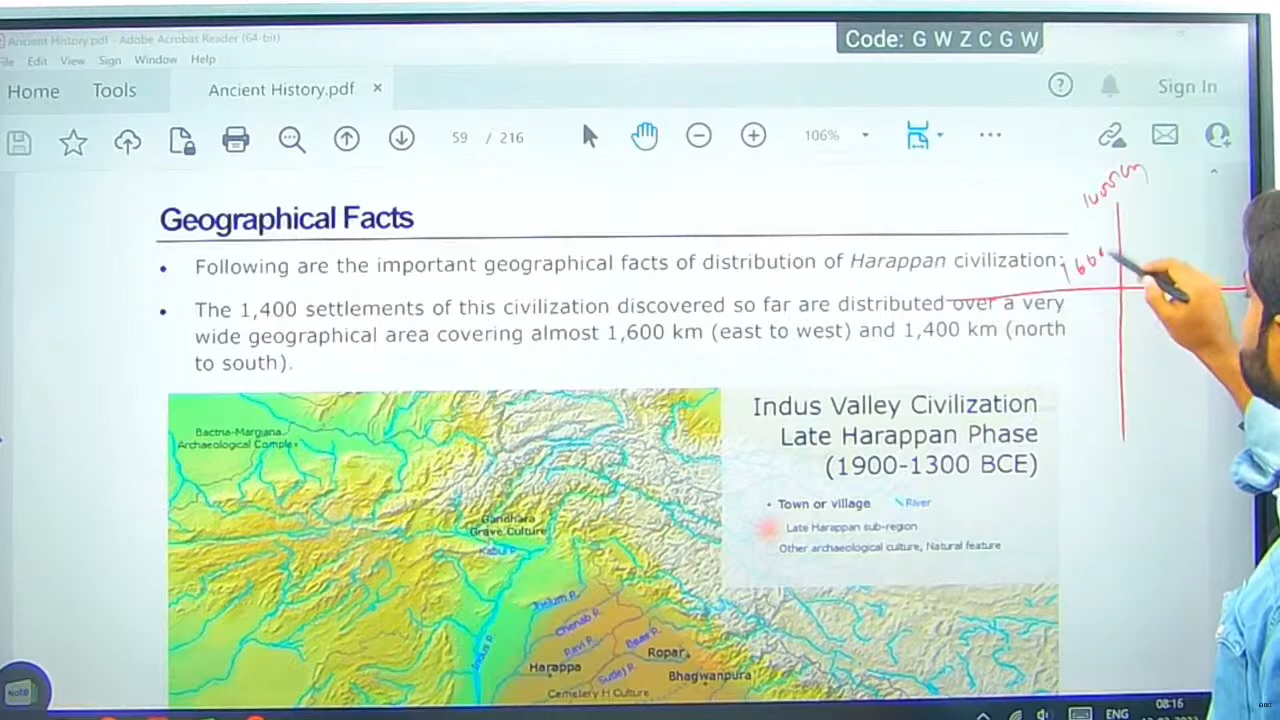 Ancient History.pdf - Adobe Acrobat Reader (64-bit)
Code: G W Z C G W
File Edit View Sign Window Help
Home Tools Ancient History.pdf × ? Sign In
59 / 216 106%
Geographical Facts
• Following are the important geographical facts of distribution of Harappan civilization:
• The 1,400 settlements of this civilization discovered so far are distributed over a very
wide geographical area covering almost 1,600 km (east to west) and 1,400 km (north
to south).
Indus Valley Civilization
Late Harappan Phase
(1900-1300 BCE)
• Town or village River
Late Harappan sub-region
Other archaeological culture, Natural feature
Bactria-Margiana
Archaeological Complex
Gandhara
Grave Culture
Kabul R.
Jhelum R.
Chenab R.
Ravi R.
Beas R.
Sutlej R.
Indus R.
Ropar
Harappa
Bhagwanpura
Cemetery H Culture
Note
ENG
08:16